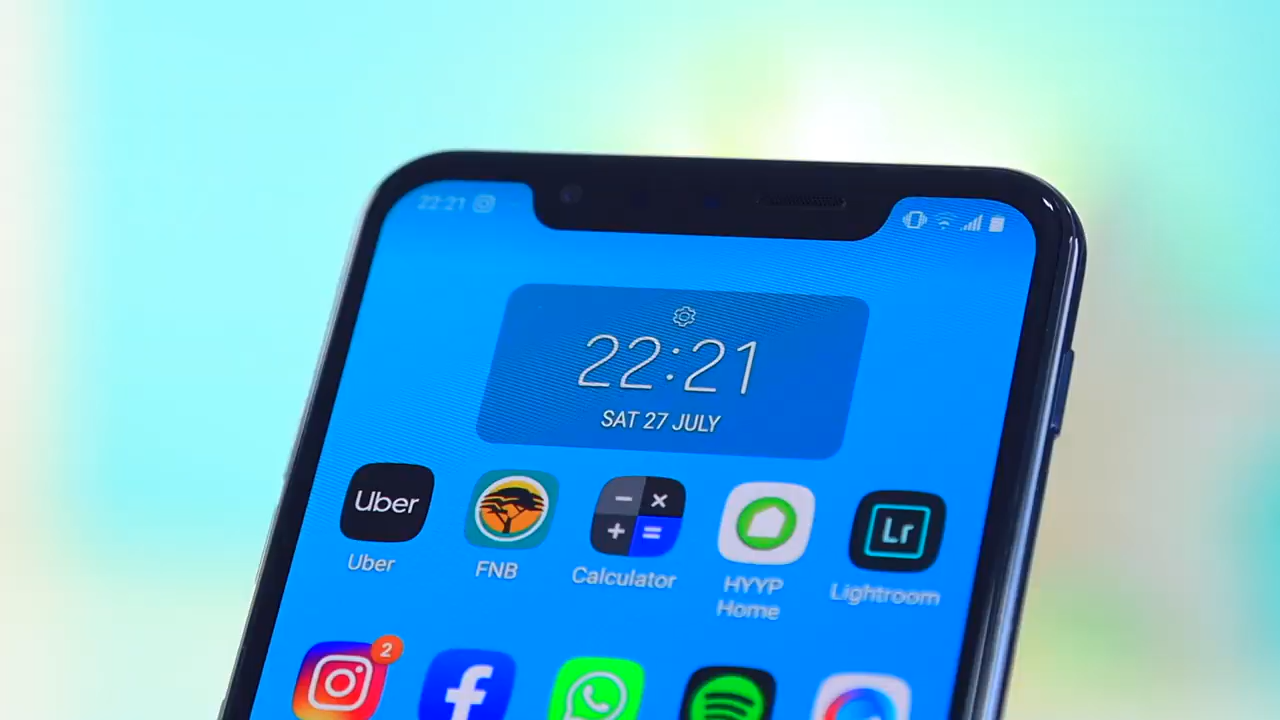 22:21
22:21
SAT 27 JULY
Uber
Lr
Uber
FNB
Calculator
HYYP
Home
Lightroom
2